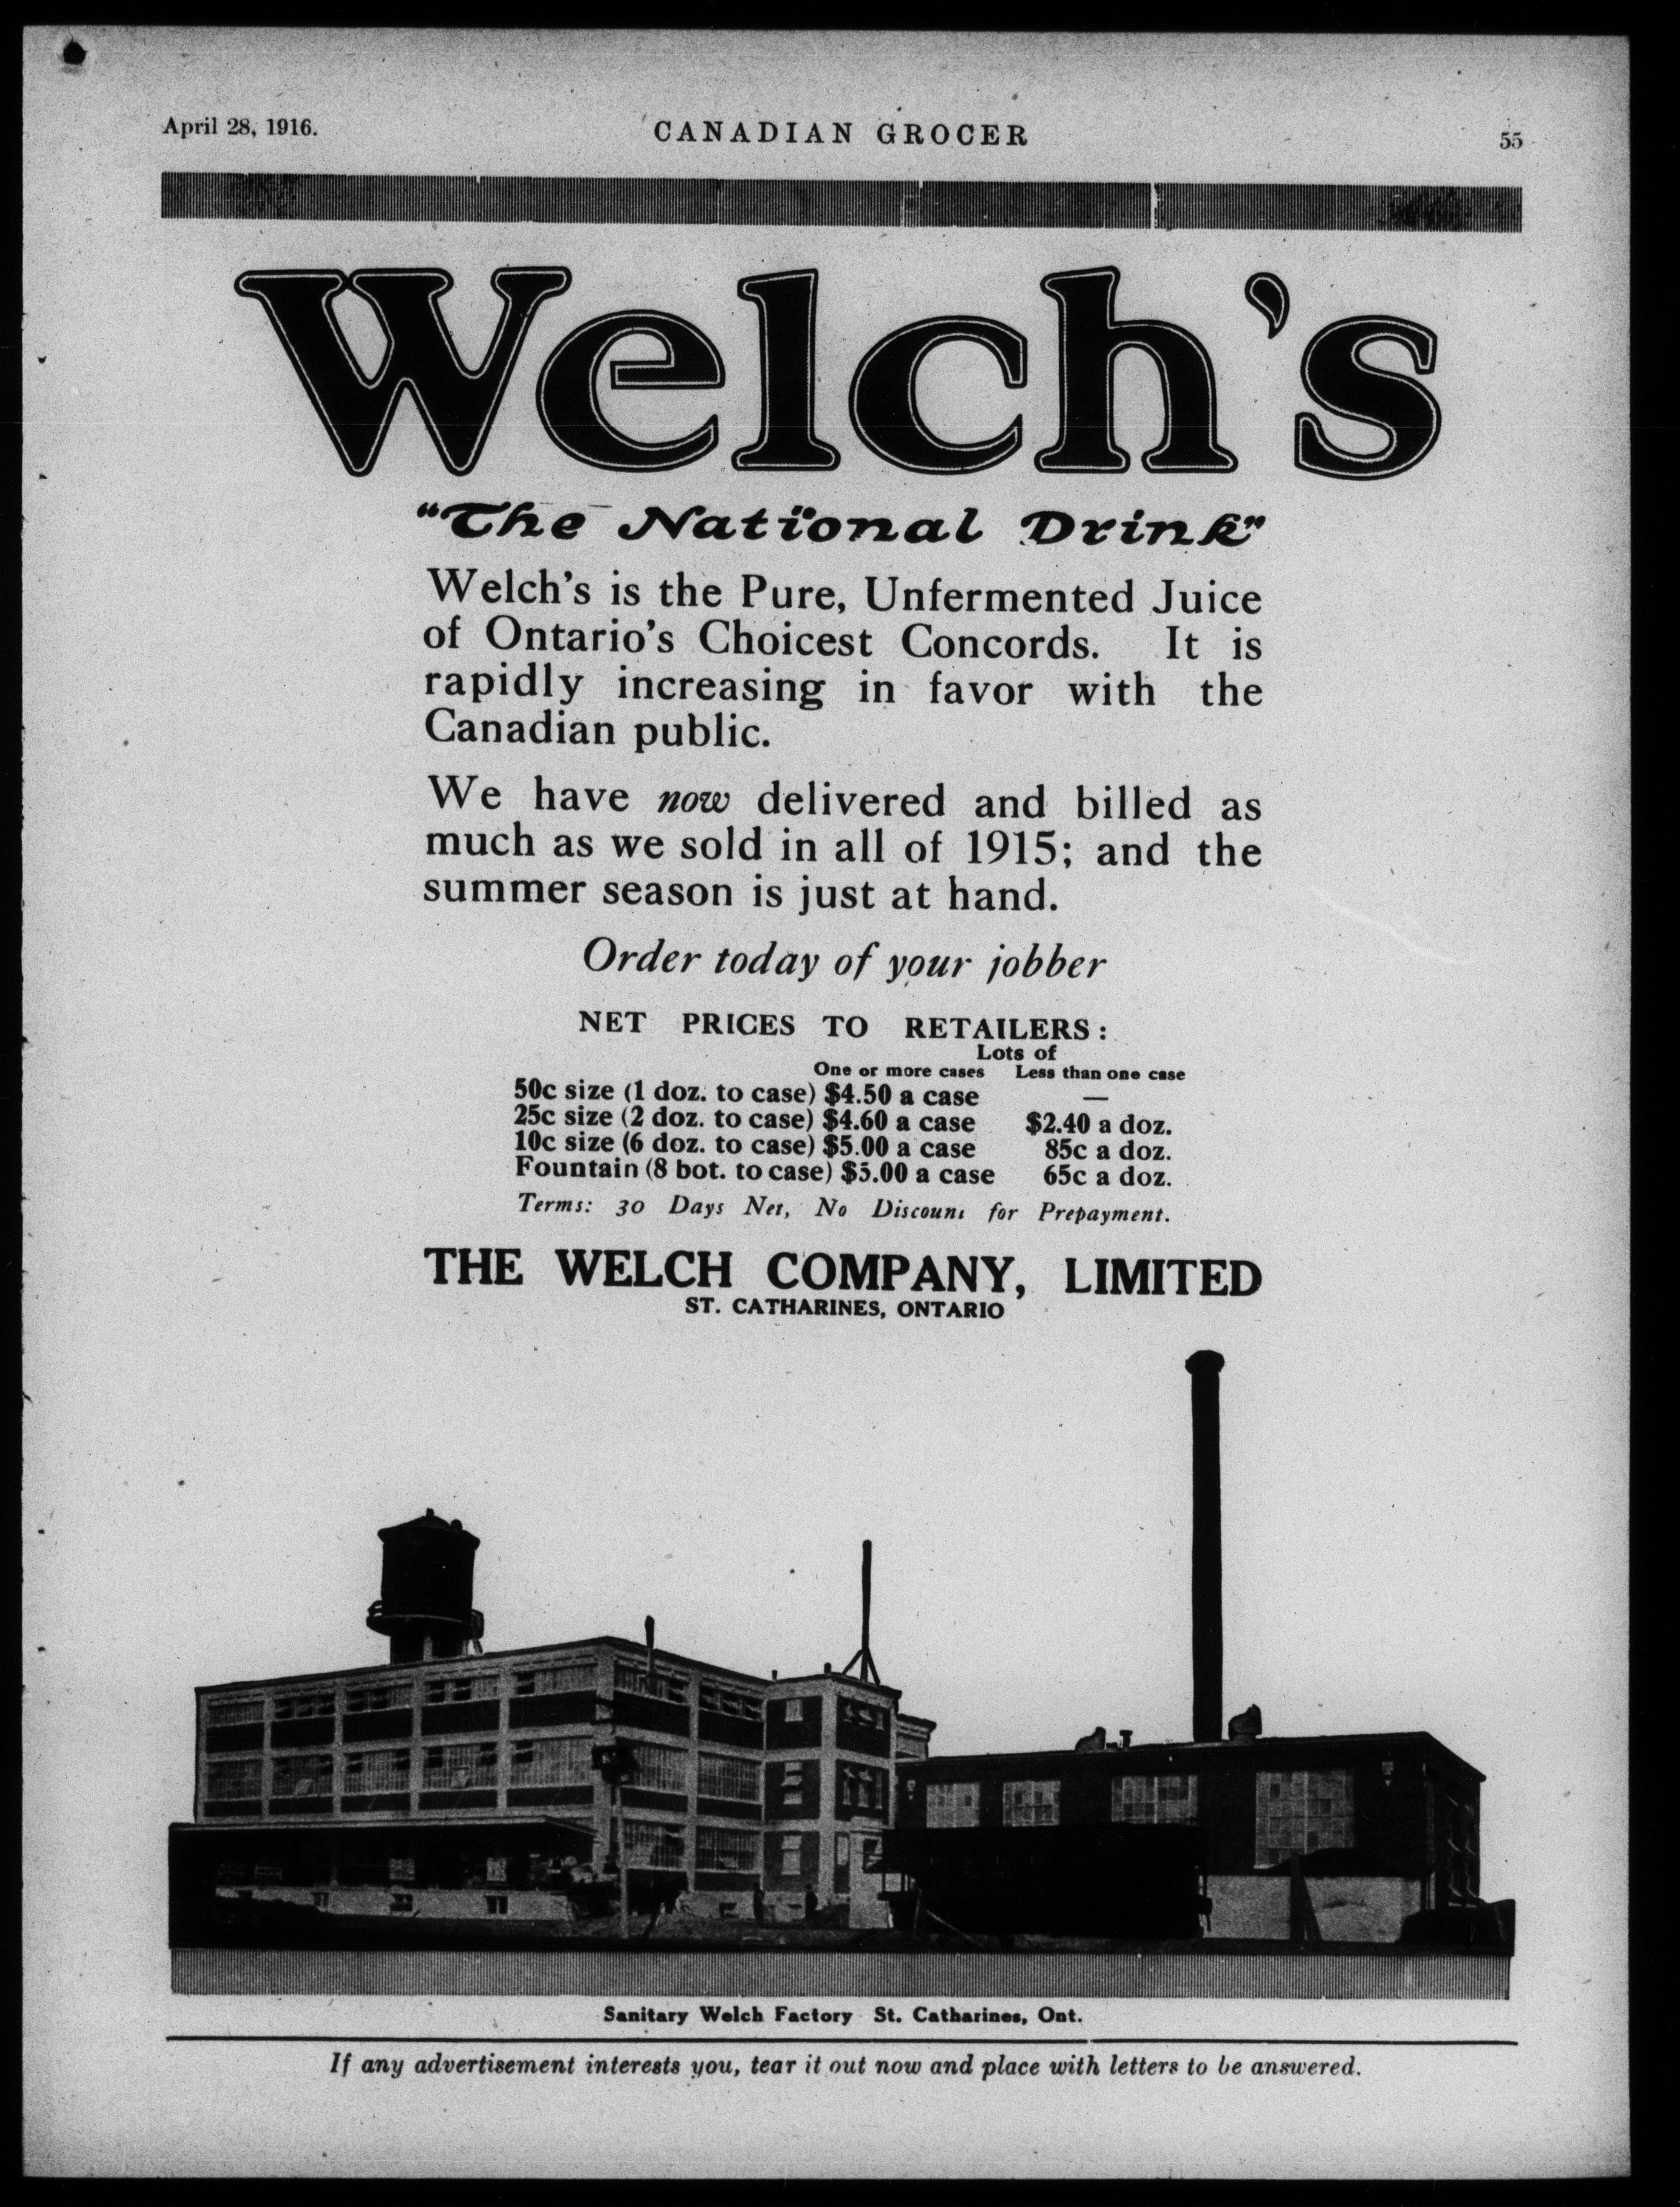 April 28, 1916.
CANADIAN GROCER
55
Welch's
"The National Drink"
Welch's is the Pure, Unfermented Juice
of Ontario's Choicest Concords. It is
rapidly increasing in favor with the
Canadian public.
We have now delivered and billed as
much as we sold in all of 1915; and the
summer season is just at hand.
Order today of your jobber
NET PRICES TO RETAILERS:
Lots of
One or more cases Less than one case
50c size (1 doz. to case) $4.50 a case —
25c size (2 doz. to case) $4.60 a case $2.40 a doz.
10c size (6 doz. to case) $5.00 a case 85c a doz.
Fountain (8 bot. to case) $5.00 a case 65c a doz.
Terms: 30 Days Net, No Discount for Prepayment.
THE WELCH COMPANY, LIMITED
ST. CATHARINES, ONTARIO
Sanitary Welch Factory St. Catharines, Ont.
If any advertisement interests you, tear it out now and place with letters to be answered.